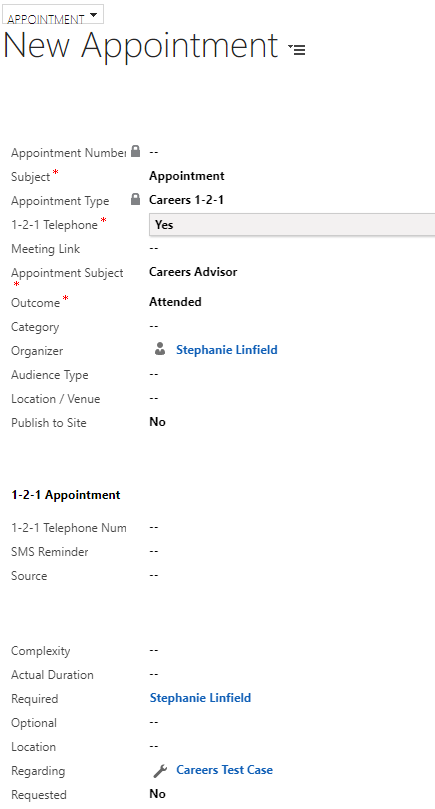 APPOINTMENT
New Appointment
Appointment Number --
Subject* Appointment
Appointment Type Careers 1-2-1
1-2-1 Telephone* Yes
Meeting Link --
Appointment Subject Careers Advisor
*
Outcome* Attended
Category --
Organizer Stephanie Linfield
Audience Type --
Location / Venue --
Publish to Site No
1-2-1 Appointment
1-2-1 Telephone Num --
SMS Reminder --
Source --
Complexity --
Actual Duration --
Required Stephanie Linfield
Optional --
Location --
Regarding Careers Test Case
Requested No